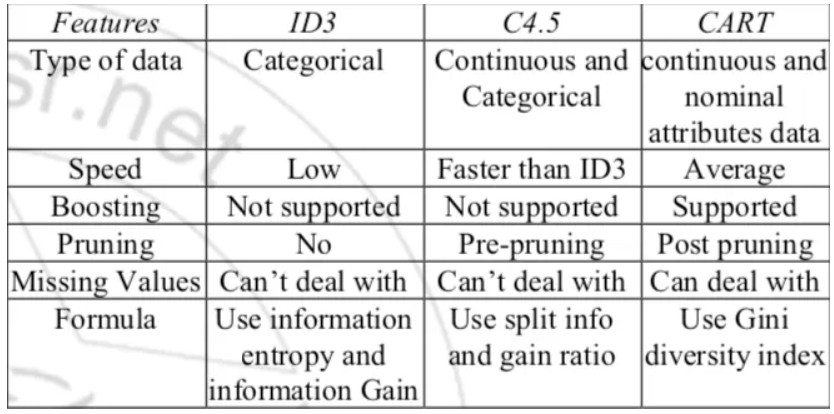 Features ID3 C4.5 CART
Type of data Categorical Continuous and continuous and
Categorical nominal
attributes data
Speed Low Faster than ID3 Average
Boosting Not supported Not supported Supported
Pruning No Pre-pruning Post pruning
Missing Values Can't deal with Can't deal with Can deal with
Formula Use information Use split info Use Gini
entropy and and gain ratio diversity index
information Gain
sr.net